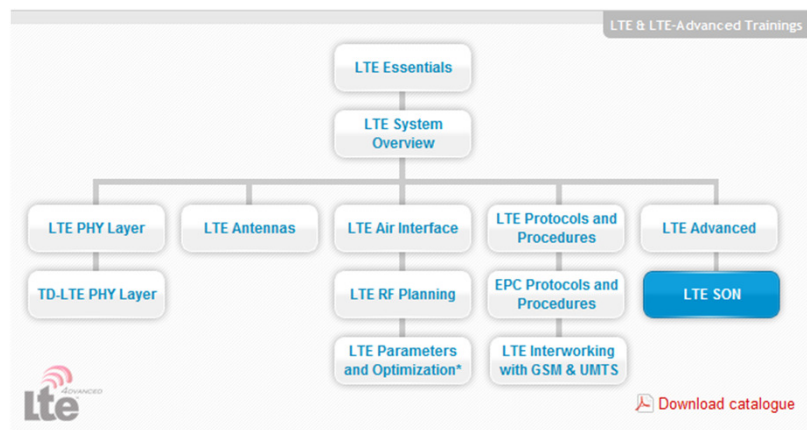 LTE & LTE-Advanced Trainings
LTE Essentials
LTE System
Overview
LTE PHY Layer
LTE Antennas
LTE Air Interface
LTE Protocols and
Procedures
LTE Advanced
TD-LTE PHY Layer
LTE RF Planning
EPC Protocols and
Procedures
LTE SON
LTE Parameters
and Optimization*
LTE Interworking
with GSM & UMTS
4DVANCED
Lte
Download catalogue